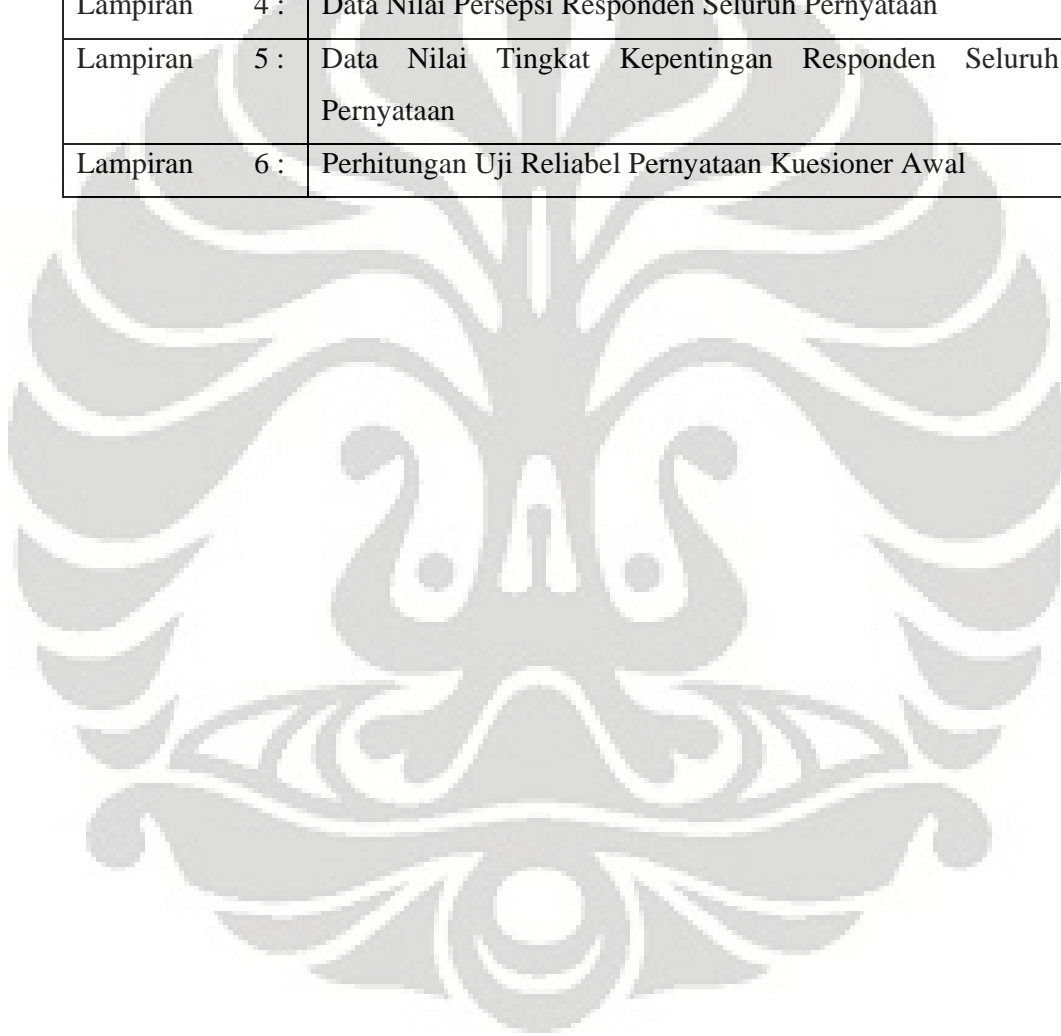 Lampiran 4 : Data Nilai Persepsi Responden Seluruh Pernyataan
Lampiran 5 : Data Nilai Tingkat Kepentingan Responden Seluruh
Pernyataan
Lampiran 6 : Perhitungan Uji Reliabel Pernyataan Kuesioner Awal